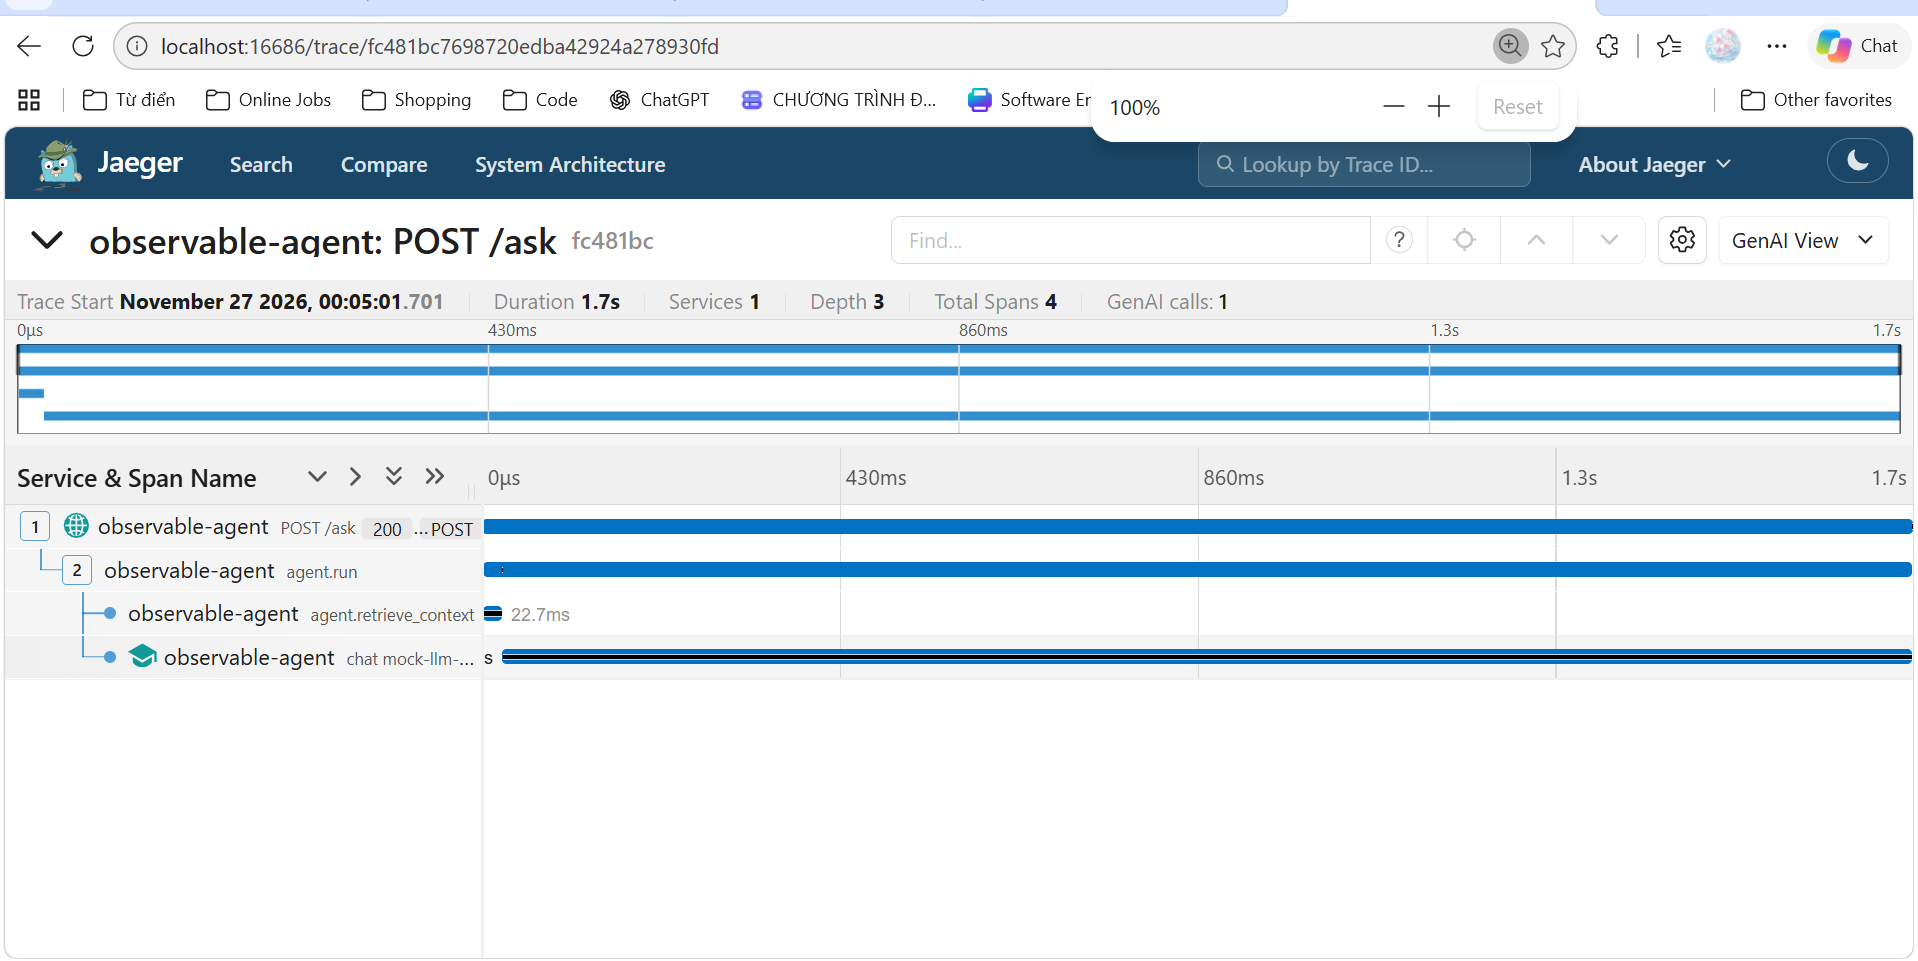 localhost:16686/trace/fc481bc7698720edba42924a278930fd
Chat
Từ điển
Online Jobs
Shopping
Code
ChatGPT
CHƯƠNG TRÌNH Đ...
Software Er
100%
Reset
Other favorites
Jaeger
Search
Compare
System Architecture
Lookup by Trace ID...
About Jaeger
observable-agent: POST /ask fc481bc
Find...
?
GenAI View
Trace Start November 27 2026, 00:05:01.701
Duration 1.7s
Services 1
Depth 3
Total Spans 4
GenAI calls: 1
0μs 430ms 860ms 1.3s 1.7s
Service & Span Name
0μs 430ms 860ms 1.3s 1.7s
1 observable-agent POST /ask 200 ...POST
2 observable-agent agent.run
observable-agent agent.retrieve_context 22.7ms
observable-agent chat mock-llm-... s